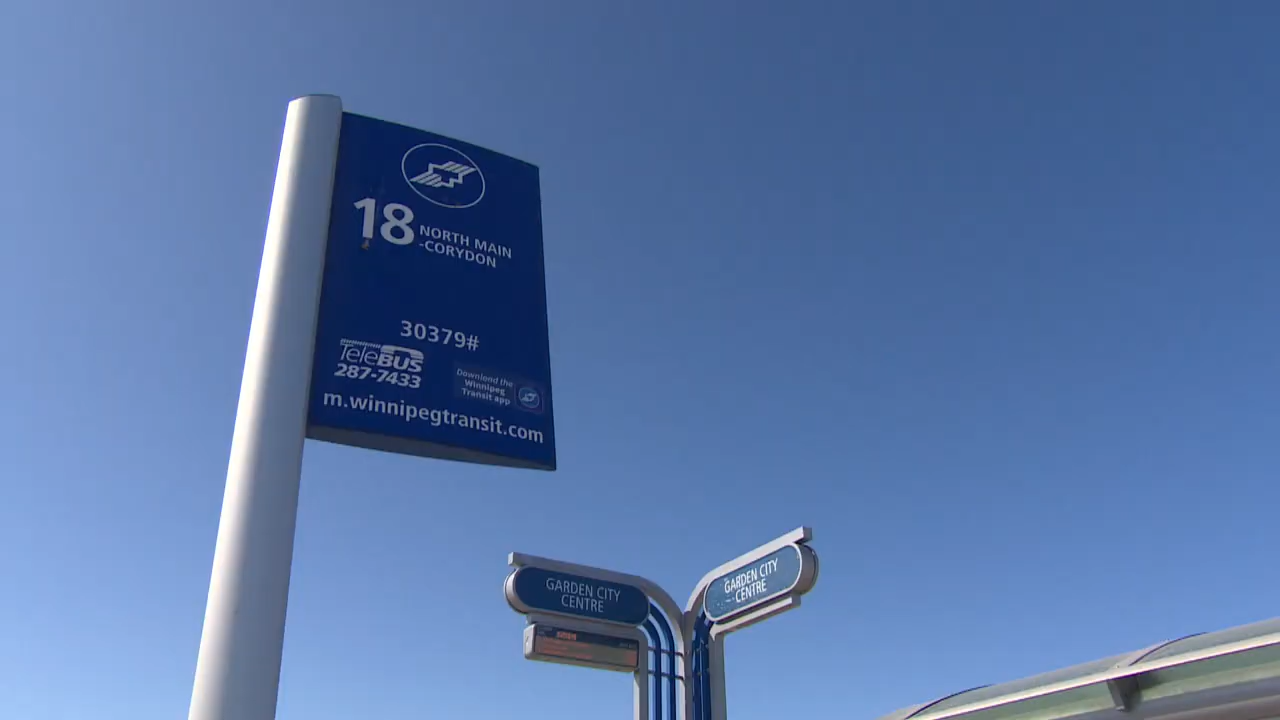 18 NORTH MAIN
-CORYDON
30379#
TeleBUS
287-7433
Download the
Winnipeg
Transit app
m.winnipegtransit.com
GARDEN CITY
CENTRE
GARDEN CITY
CENTRE